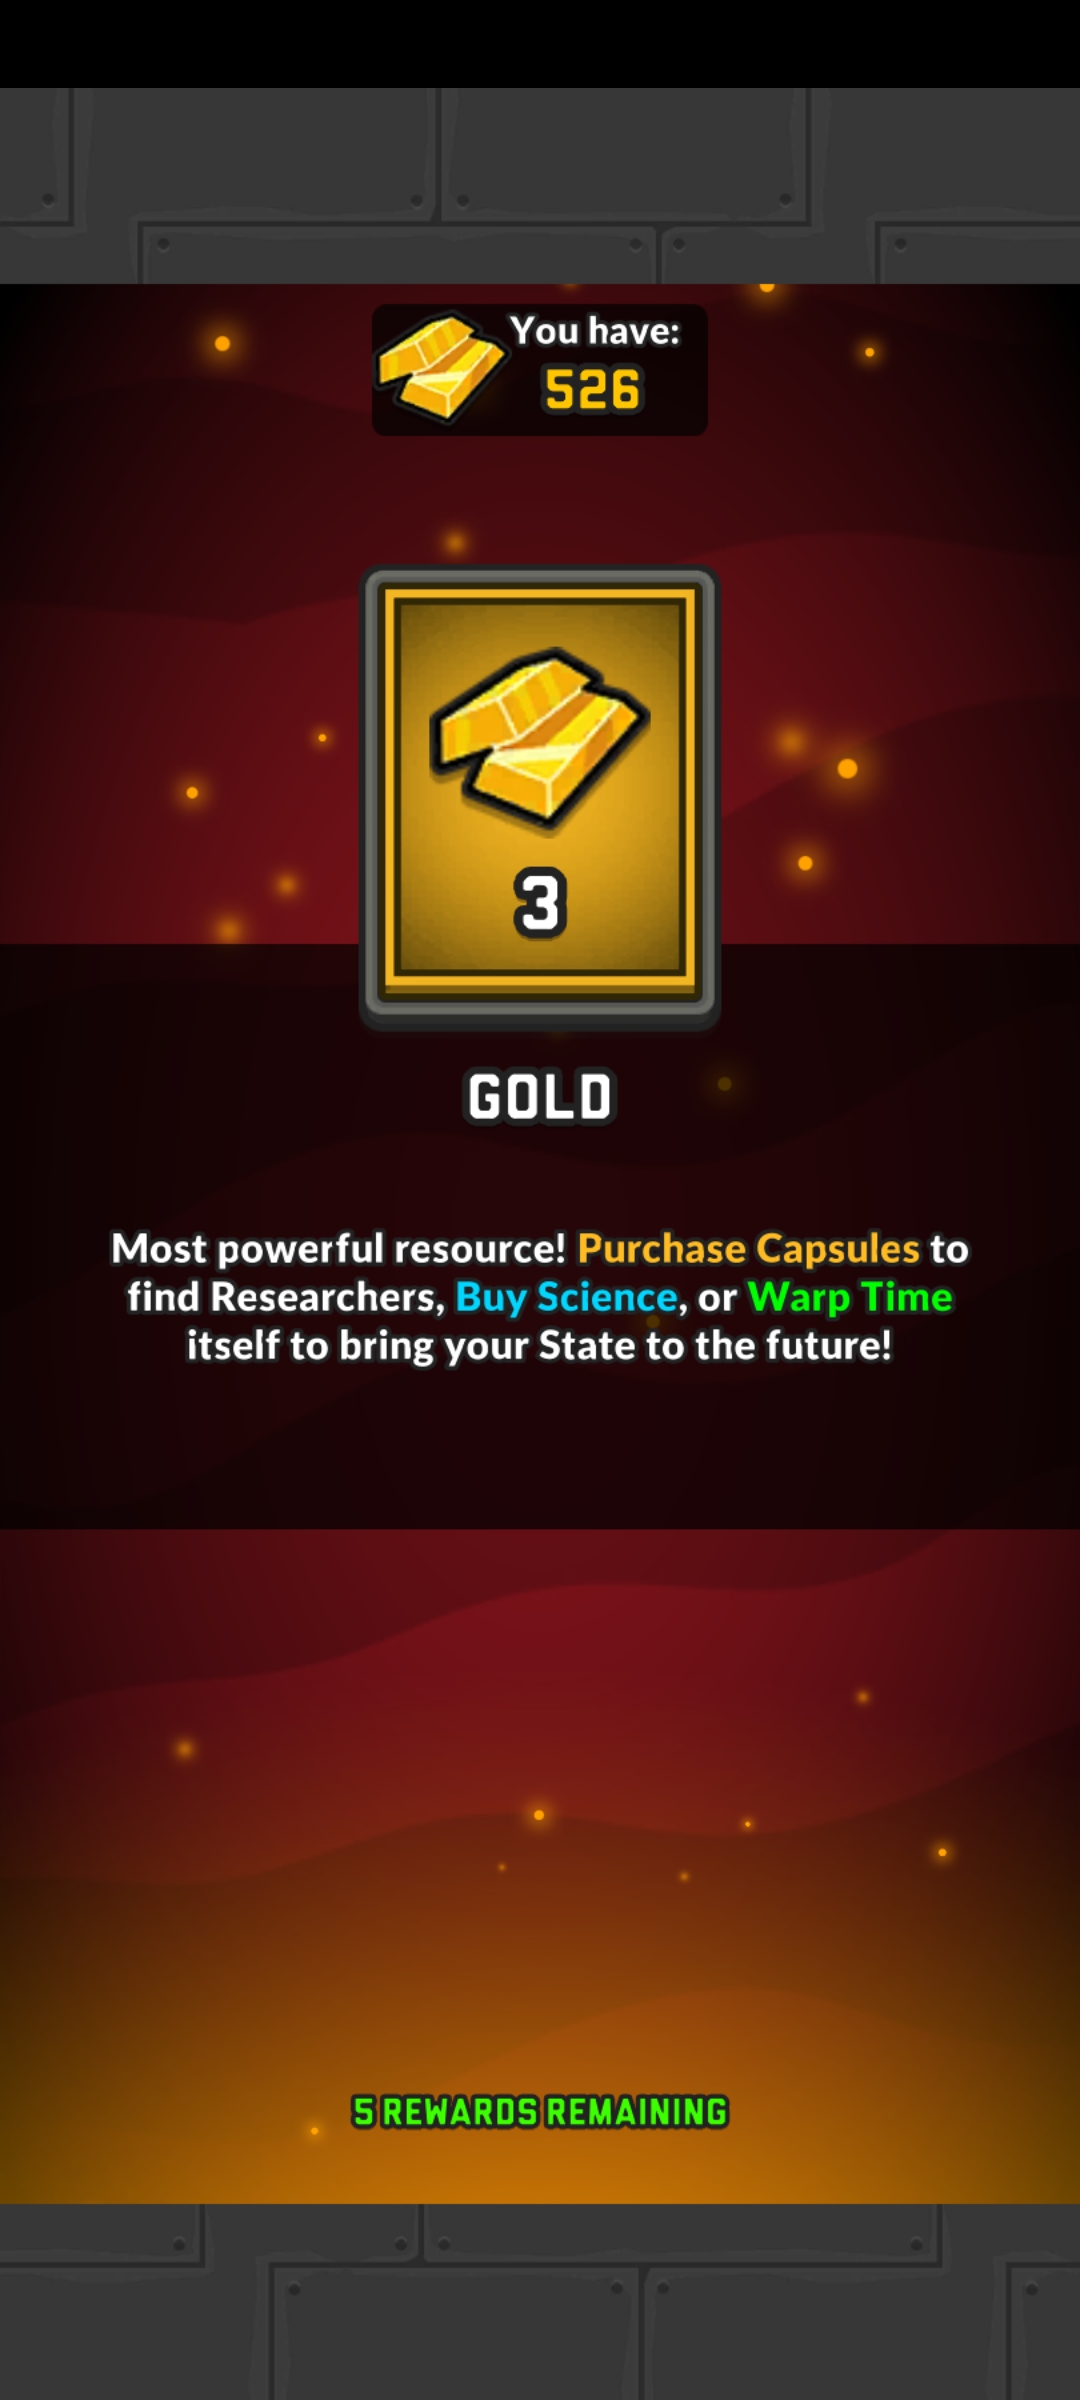 You have:
526
3
GOLD
Most powerful resource! Purchase Capsules to
find Researchers, Buy Science, or Warp Time
itself to bring your State to the future!
5 REWARDS REMAINING